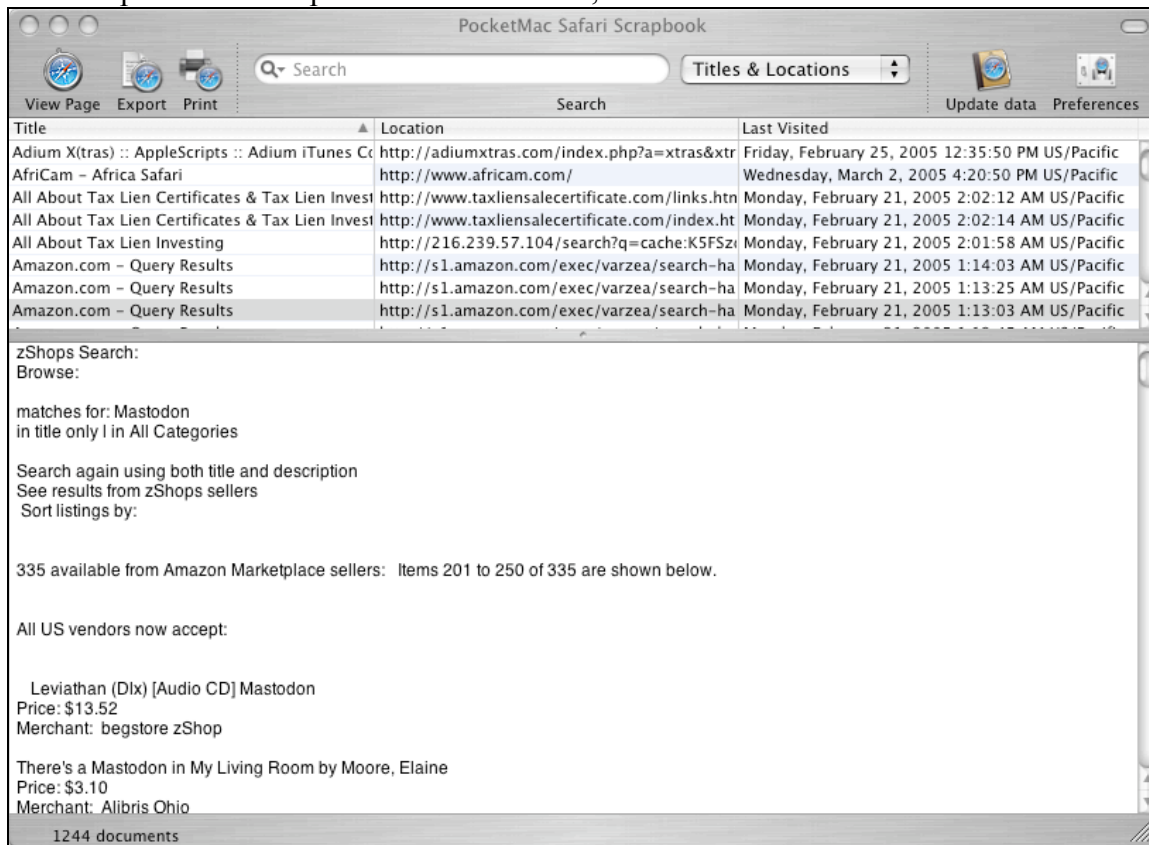 PocketMac Safari Scrapbook
Search
Titles & Locations
View Page Export Print Search Update data Preferences
Title Location Last Visited
Adium X(tras) :: AppleScripts :: Adium iTunes http://adiumxtras.com/index.php?a=xtras&xtr Friday, February 25, 2005 12:35:50 PM US/Pacific
AfriCam – Africa Safari http://www.africam.com/ Wednesday, March 2, 2005 4:20:50 PM US/Pacific
All About Tax Lien Certificates & Tax Lien Invest http://www.taxliensalecertificate.com/links.htn Monday, February 21, 2005 2:02:12 AM US/Pacific
All About Tax Lien Certificates & Tax Lien Invest http://www.taxliensalecertificate.com/index.ht Monday, February 21, 2005 2:02:14 AM US/Pacific
All About Tax Lien Investing http://216.239.57.104/search?q=cache:K5FSz Monday, February 21, 2005 2:01:58 AM US/Pacific
Amazon.com – Query Results http://s1.amazon.com/exec/varzea/search-ha Monday, February 21, 2005 1:14:03 AM US/Pacific
Amazon.com – Query Results http://s1.amazon.com/exec/varzea/search-ha Monday, February 21, 2005 1:13:25 AM US/Pacific
Amazon.com – Query Results http://s1.amazon.com/exec/varzea/search-ha Monday, February 21, 2005 1:13:03 AM US/Pacific
zShops Search:
Browse:
matches for: Mastodon
in title only | in All Categories
Search again using both title and description
See results from zShops sellers
Sort listings by:
335 available from Amazon Marketplace sellers: Items 201 to 250 of 335 are shown below.
All US vendors now accept:
Leviathan (Dlx) [Audio CD] Mastodon
Price: $13.52
Merchant: begstore zShop
There's a Mastodon in My Living Room by Moore, Elaine
Price: $3.10
Merchant: Alibris Ohio
1244 documents